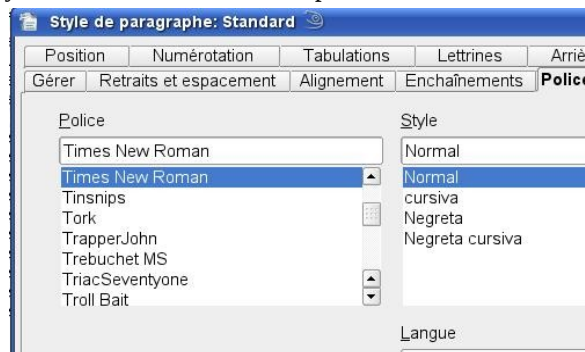 Style de paragraphe: Standard
Position Numérotation Tabulations Lettrines
Gérer Retraits et espacement Alignement Enchaînements Police
Police Style
Times New Roman Normal
Times New Roman Normal
Tinsnips cursiva
Tork Negreta
TrapperJohn Negreta cursiva
Trebuchet MS
TriacSeventyone
Troll Bait
Langue